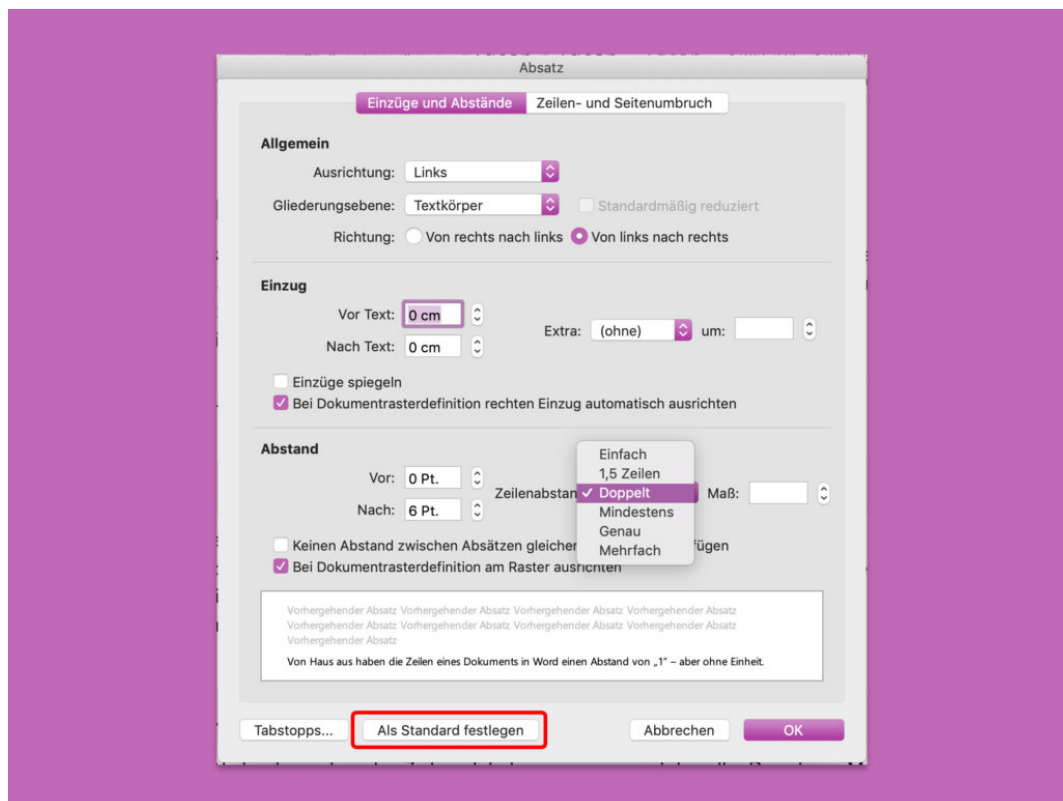 Absatz
Einzüge und Abstände Zeilen- und Seitenumbruch
Allgemein
Ausrichtung: Links
Gliederungsebene: Textkörper Standardmäßig reduziert
Richtung: Von rechts nach links Von links nach rechts
Einzug
Vor Text: 0 cm
Extra: (ohne) um:
Nach Text: 0 cm
Einzüge spiegeln
Bei Dokumentrasterdefinition rechten Einzug automatisch ausrichten
Abstand
Einfach
1,5 Zeilen
Vor: 0 Pt.
Zeilenabstan Doppelt Maß:
Mindestens
Nach: 6 Pt.
Genau
Keinen Abstand zwischen Absätzen gleicher Mehrfach fügen
Bei Dokumentrasterdefinition am Raster ausrichten
Vorhergehender Absatz Vorhergehender Absatz Vorhergehender Absatz Vorhergehender Absatz
Vorhergehender Absatz Vorhergehender Absatz Vorhergehender Absatz Vorhergehender Absatz
Vorhergehender Absatz
Von Haus aus haben die Zeilen eines Dokuments in Word einen Abstand von „1“ – aber ohne Einheit.
Tabstopps... Als Standard festlegen Abbrechen OK